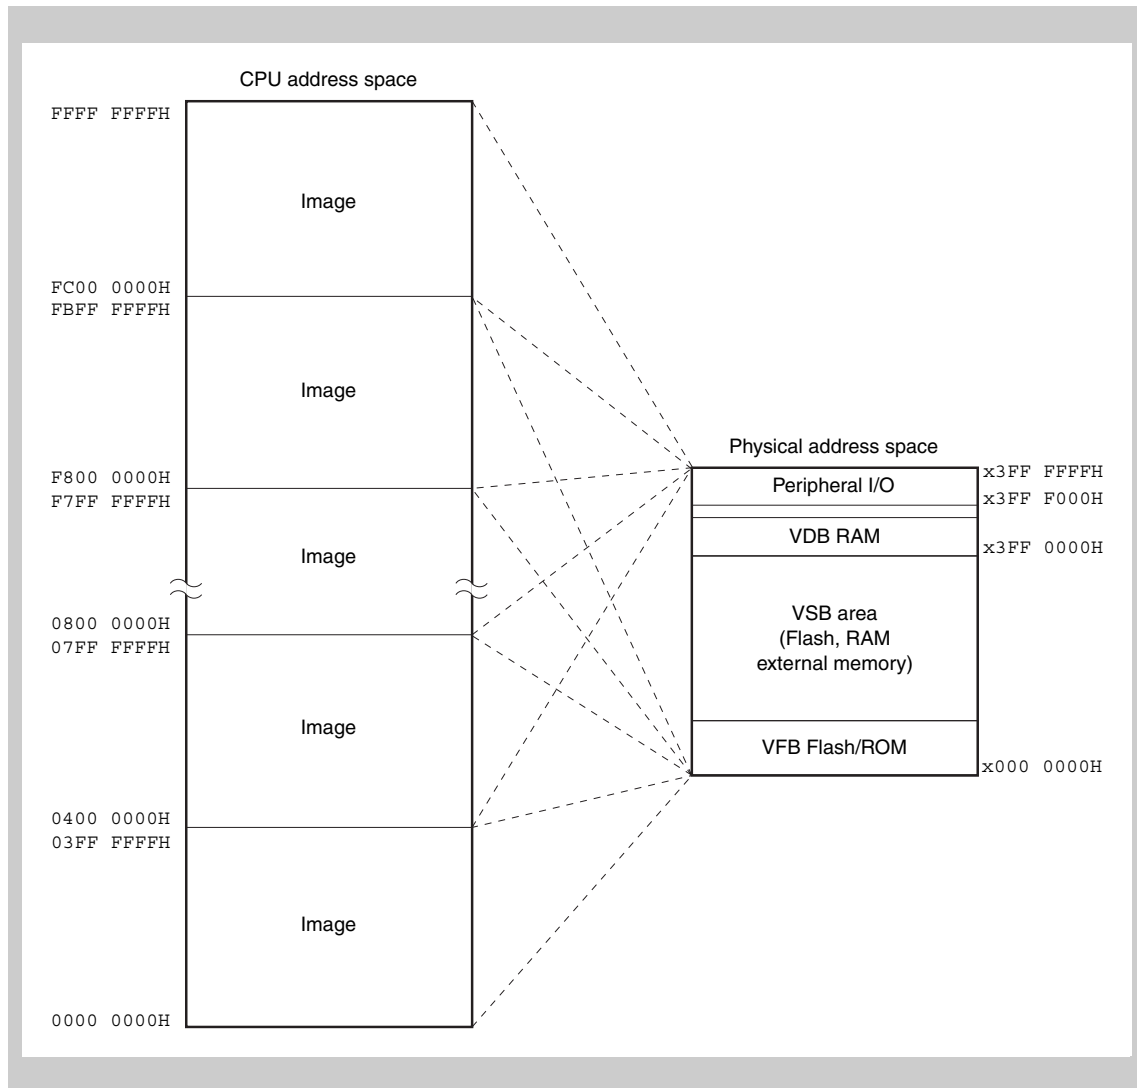 CPU address space
FFFF FFFFH
Image
FC00 0000H
FBFF FFFFH
Image
F800 0000H
F7FF FFFFH
Image
0800 0000H
07FF FFFFH
Image
0400 0000H
03FF FFFFH
Image
0000 0000H
Physical address space
Peripheral I/O
x3FF FFFFH
x3FF F000H
VDB RAM
x3FF 0000H
VSB area
(Flash, RAM
external memory)
VFB Flash/ROM
x000 0000H